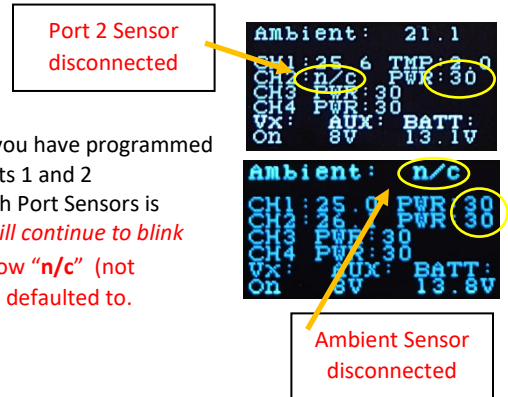 Port 2 Sensor
disconnected
Ambient: 21.1
CH1:25.6 TMP:2.0
CH2:n/c PWR:30
CH3 PWR:30
CH4 PWR:30
Vx: AUX: BATT:
On 8V 13.1V
you have programmed
ts 1 and 2
h Port Sensors is
ill continue to blink
ow “n/c” (not
defaulted to.
Ambient: n/c
CH1:25.0 PWR:30
CH2: PWR:30
CH3 PWR:30
CH4 PWR:30
Vx: AUX: BATT:
On 8V 13.8V
Ambient Sensor
disconnected